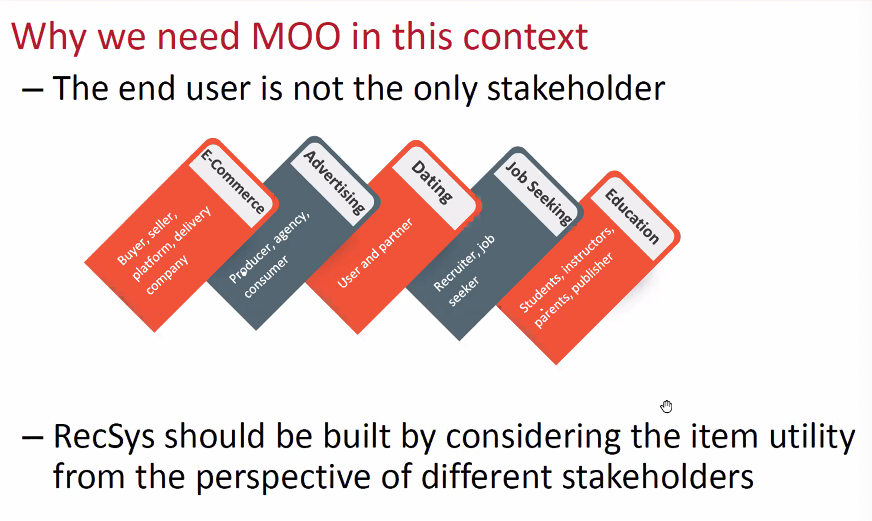 Why we need MOO in this context
– The end user is not the only stakeholder
E-Commerce
Buyer, seller,
platform, delivery
company
Advertising
Producer, agency,
consumer
Dating
User and partner
Job Seeking
Recruiter, job
seeker
Education
Students, instructors,
parents, publisher
– RecSys should be built by considering the item utility
from the perspective of different stakeholders